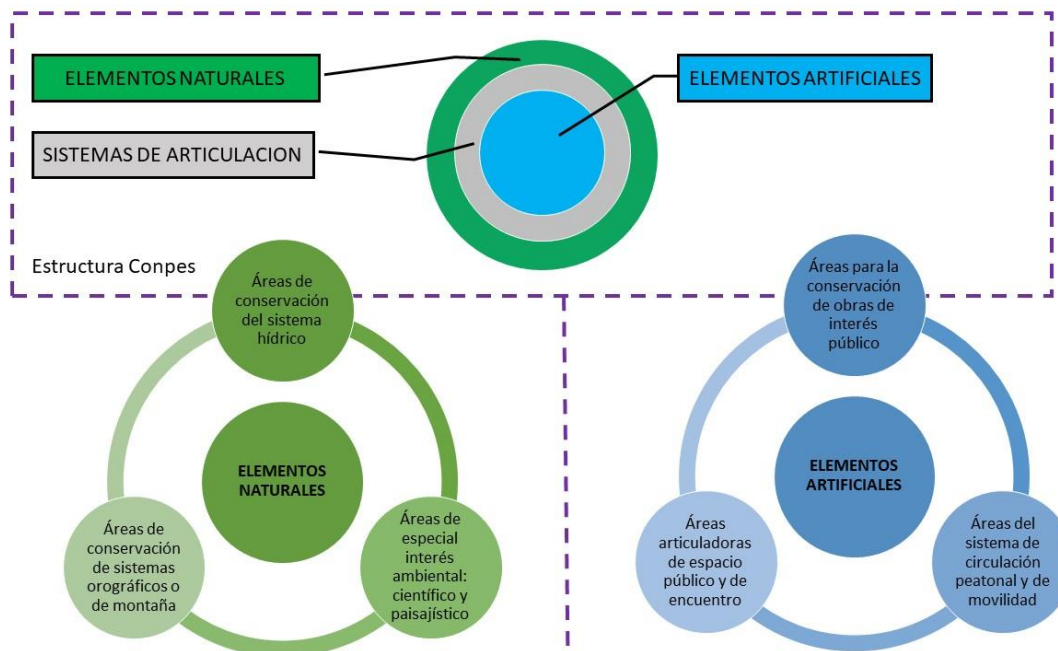 ELEMENTOS NATURALES
ELEMENTOS ARTIFICIALES
SISTEMAS DE ARTICULACION
Estructura Conpes
Áreas de
conservación
del sistema
hídrico
ELEMENTOS
NATURALES
Áreas de
conservación
de sistemas
orográficos o
de montaña
Áreas de
especial
interés
ambiental:
científico y
paisajístico
Áreas para la
conservación
de obras de
interés
público
ELEMENTOS
ARTIFICIALES
Áreas
articuladoras
de espacio
público y de
encuentro
Áreas del
sistema de
circulación
peatonal y de
movilidad